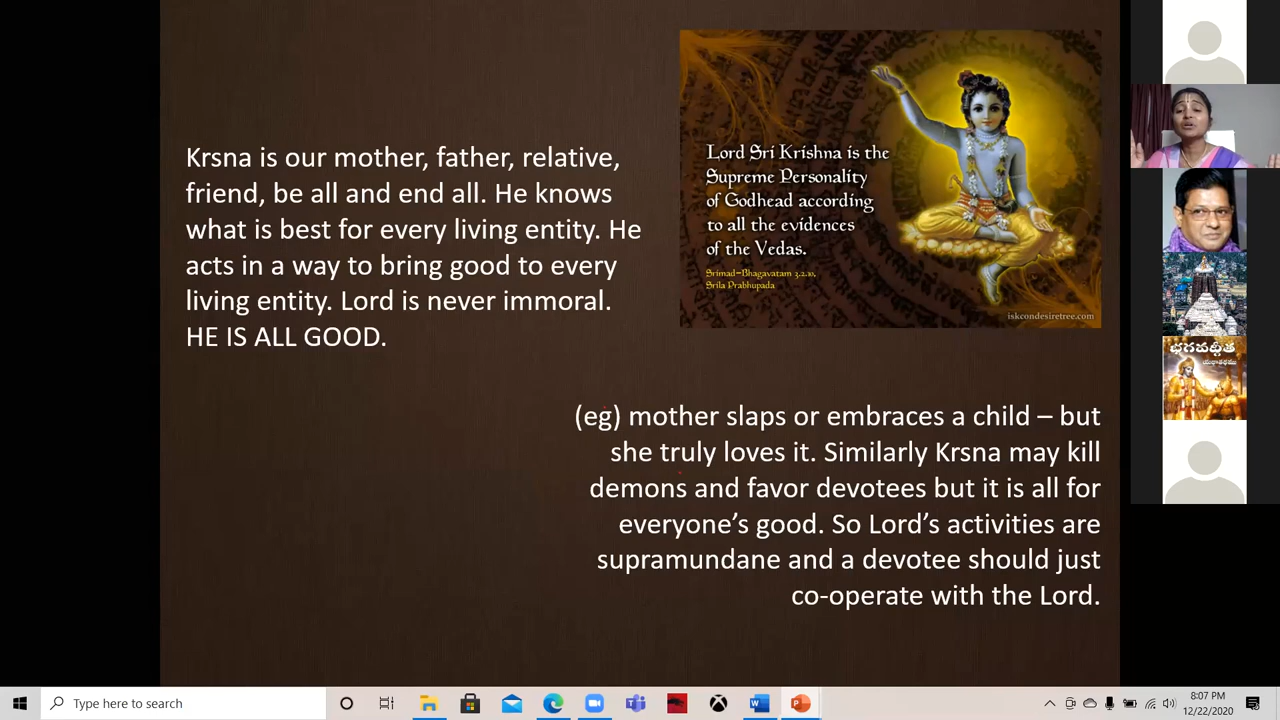 Krsna is our mother, father, relative,
friend, be all and end all. He knows
what is best for every living entity. He
acts in a way to bring good to every
living entity. Lord is never immoral.
HE IS ALL GOOD.
Lord Sri Krishna is the
Supreme Personality
of Godhead according
to all the evidences
of the Vedas.
Srimad-Bhagavatam 3.2.10,
Srila Prabhupada
iskcondesiretree.com
(eg) mother slaps or embraces a child – but
she truly loves it. Similarly Krsna may kill
demons and favor devotees but it is all for
everyone’s good. So Lord’s activities are
supramundane and a devotee should just
co-operate with the Lord.
Type here to search
8:07 PM
12/22/2020